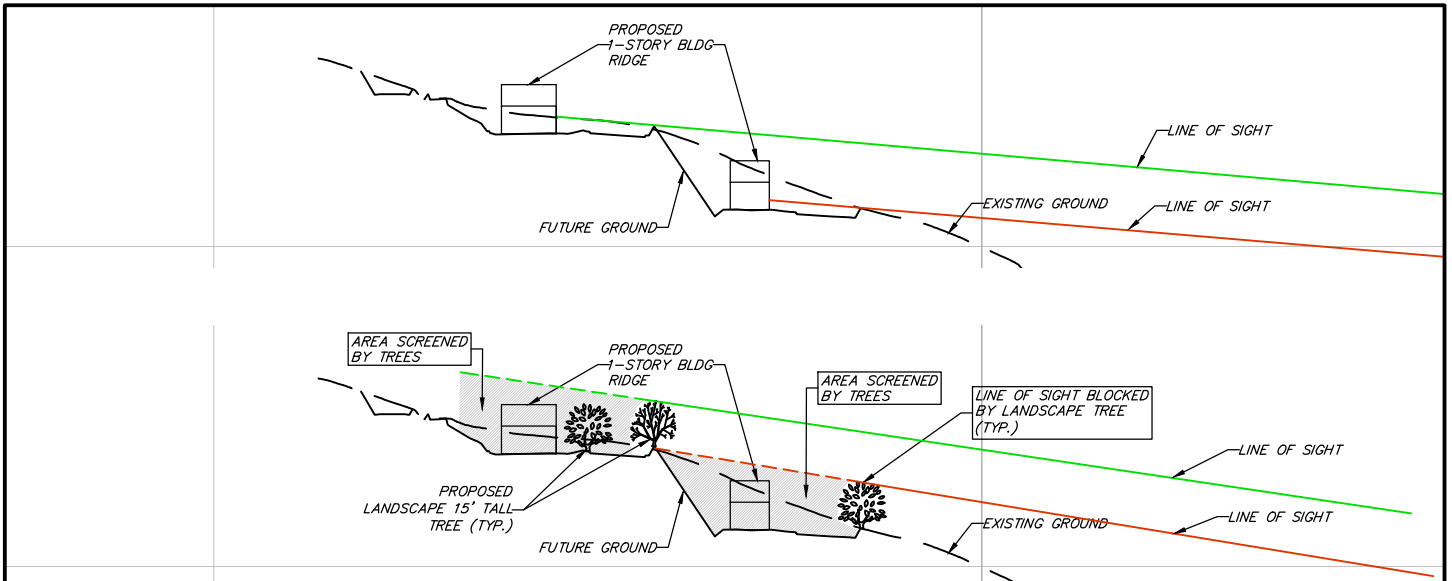 PROPOSED
1-STORY BLDG
RIDGE
LINE OF SIGHT
EXISTING GROUND
LINE OF SIGHT
FUTURE GROUND
AREA SCREENED
BY TREES
PROPOSED
1-STORY BLDG
RIDGE
AREA SCREENED
BY TREES
LINE OF SIGHT BLOCKED
BY LANDSCAPE TREE
(TYP.)
LINE OF SIGHT
PROPOSED
LANDSCAPE 15' TALL
TREE (TYP.)
LINE OF SIGHT
EXISTING GROUND
FUTURE GROUND